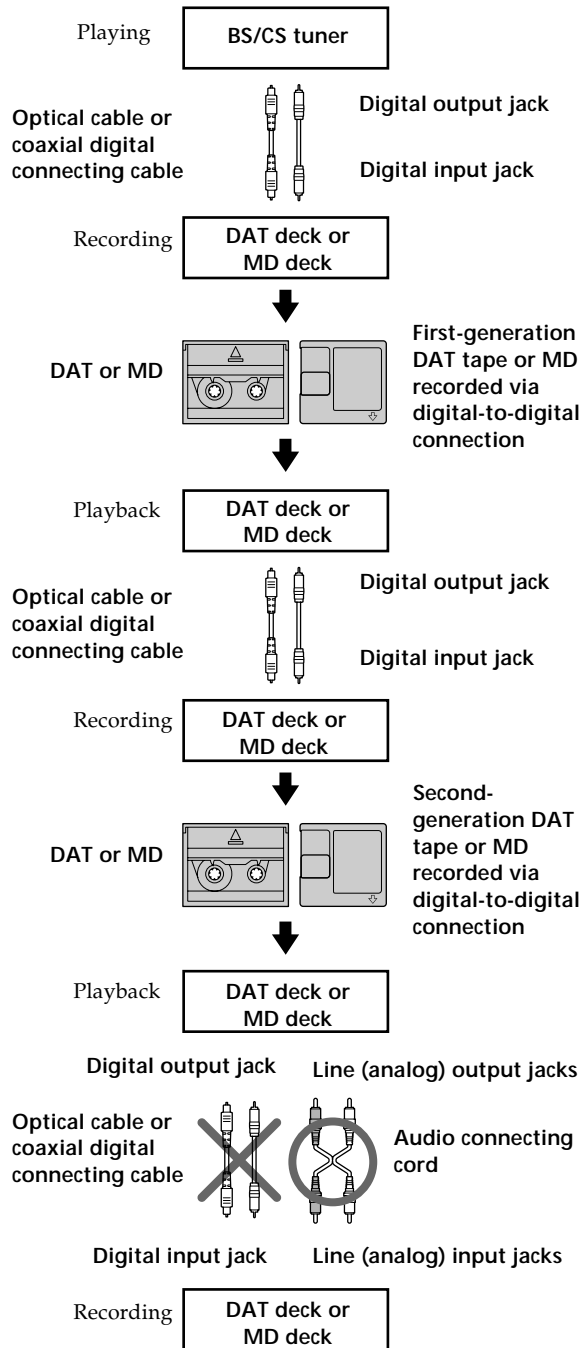 Playing
BS/CS tuner
Optical cable or
coaxial digital
connecting cable
Digital output jack
Digital input jack
Recording
DAT deck or
MD deck
DAT or MD
First-generation
DAT tape or MD
recorded via
digital-to-digital
connection
Playback
DAT deck or
MD deck
Optical cable or
coaxial digital
connecting cable
Digital output jack
Digital input jack
Recording
DAT deck or
MD deck
DAT or MD
Second-
generation DAT
tape or MD
recorded via
digital-to-digital
connection
Playback
DAT deck or
MD deck
Digital output jack
Line (analog) output jacks
Optical cable or
coaxial digital
connecting cable
Audio connecting
cord
Digital input jack
Line (analog) input jacks
Recording
DAT deck or
MD deck